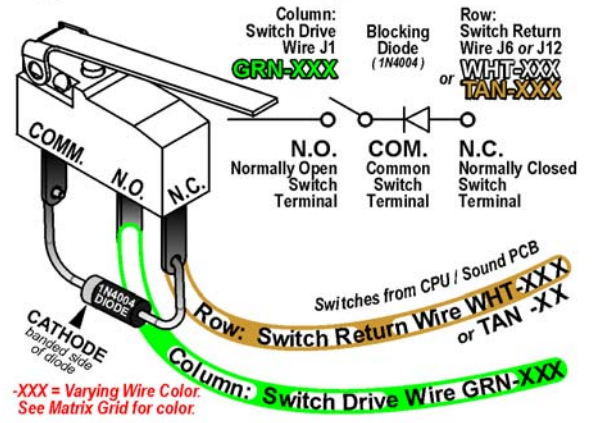 Column:
Switch Drive
Wire J1
GRN-XXX
Blocking
Diode
(1N4004)
or
Row:
Switch Return
Wire J6 or J12
WHT-XXX
TAN-XXX
N.O.
Normally Open
Switch
Terminal
COM.
Common
Switch
Terminal
N.C.
Normally Closed
Switch
Terminal
COMM.
N.O.
N.C.
1N4004
DIODE
CATHODE
banded side
of diode
Switches from CPU / Sound PCB
Row: Switch Return Wire WHT-XXX
or TAN -XX
Column: Switch Drive Wire GRN-XXX
-XXX = Varying Wire Color.
See Matrix Grid for color.